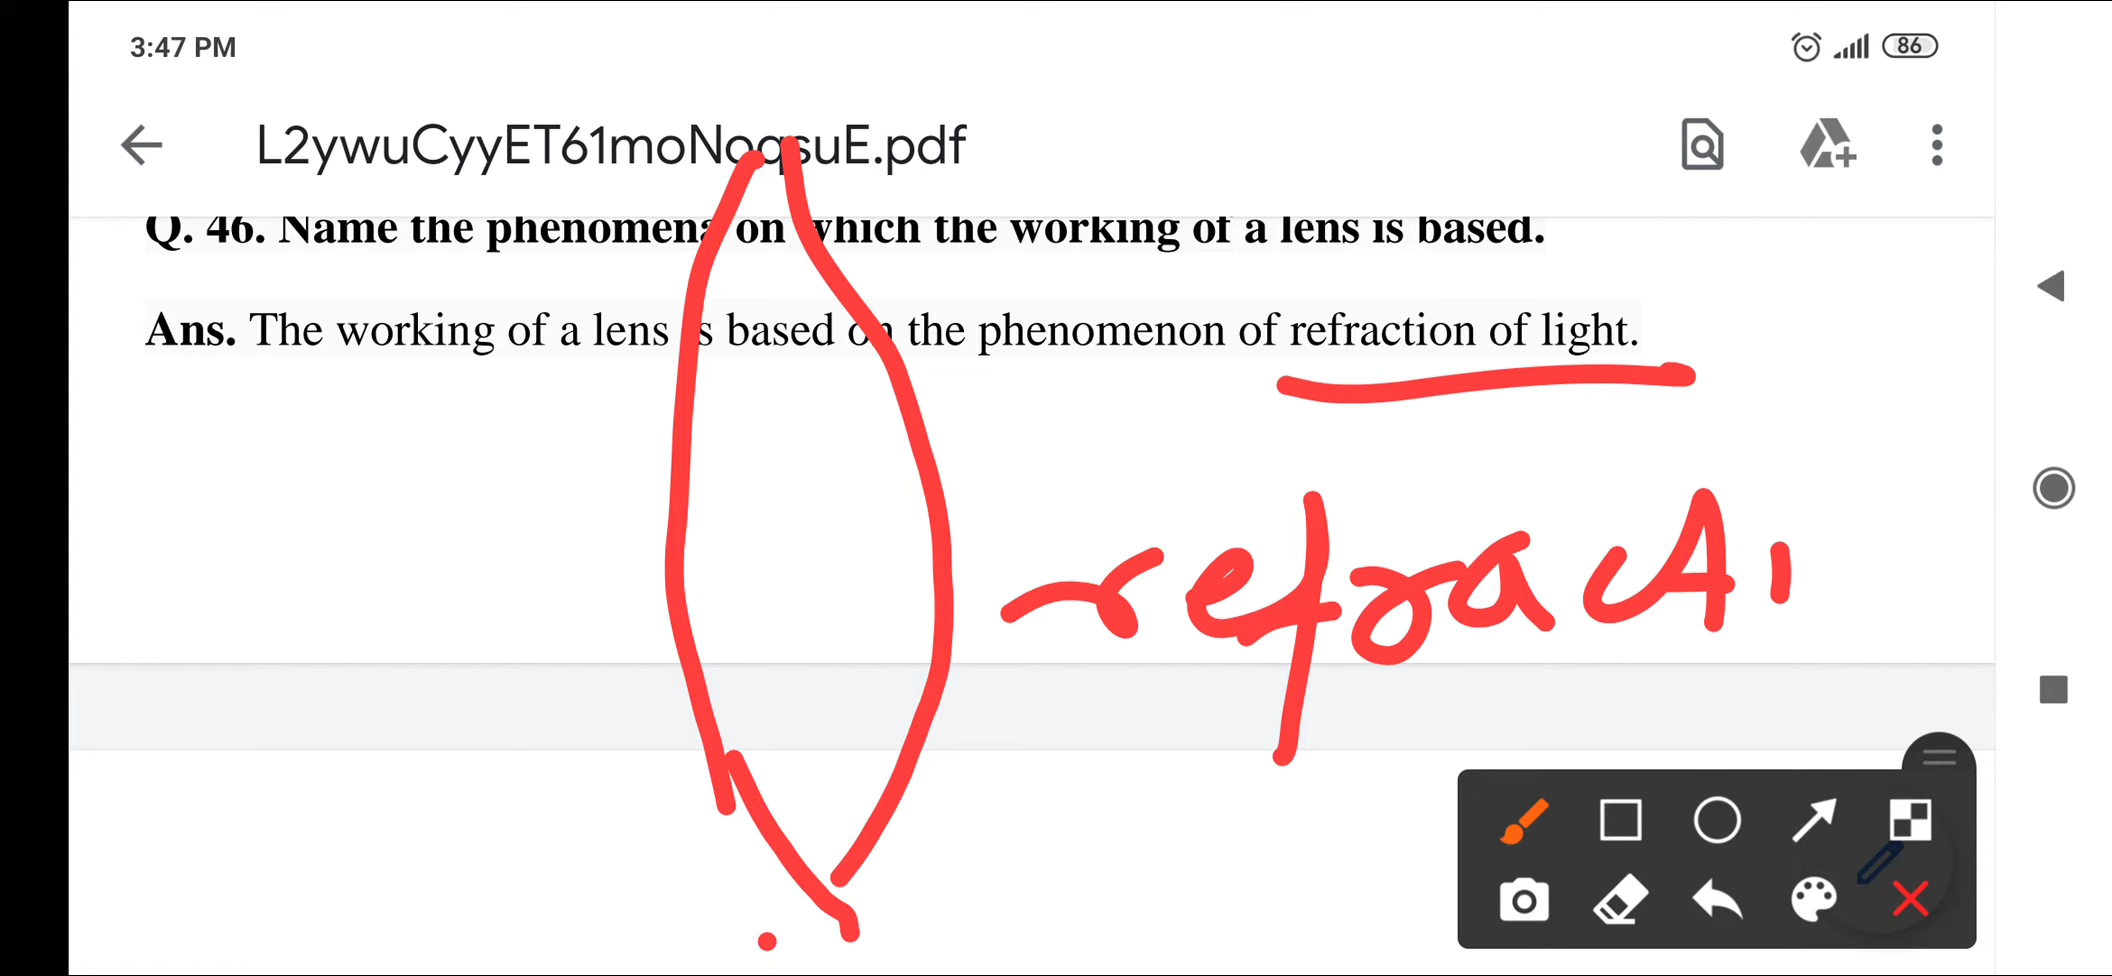 3:47 PM
86
L2ywuCyyET61moNoqsuE.pdf
Q. 46. Name the phenomena on which the working of a lens is based.
Ans. The working of a lens is based on the phenomenon of refraction of light.
refracti